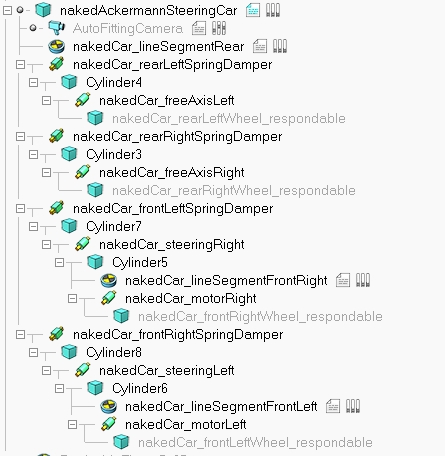 nakedAckermannSteeringCar
AutoFittingCamera
nakedCar_lineSegmentRear
nakedCar_rearLeftSpringDamper
Cylinder4
nakedCar_freeAxisLeft
nakedCar_rearLeftWheel_respondable
nakedCar_rearRightSpringDamper
Cylinder3
nakedCar_freeAxisRight
nakedCar_rearRightWheel_respondable
nakedCar_frontLeftSpringDamper
Cylinder7
nakedCar_steeringRight
Cylinder5
nakedCar_lineSegmentFrontRight
nakedCar_motorRight
nakedCar_frontRightWheel_respondable
nakedCar_frontRightSpringDamper
Cylinder8
nakedCar_steeringLeft
Cylinder6
nakedCar_lineSegmentFrontLeft
nakedCar_motorLeft
nakedCar_frontLeftWheel_respondable